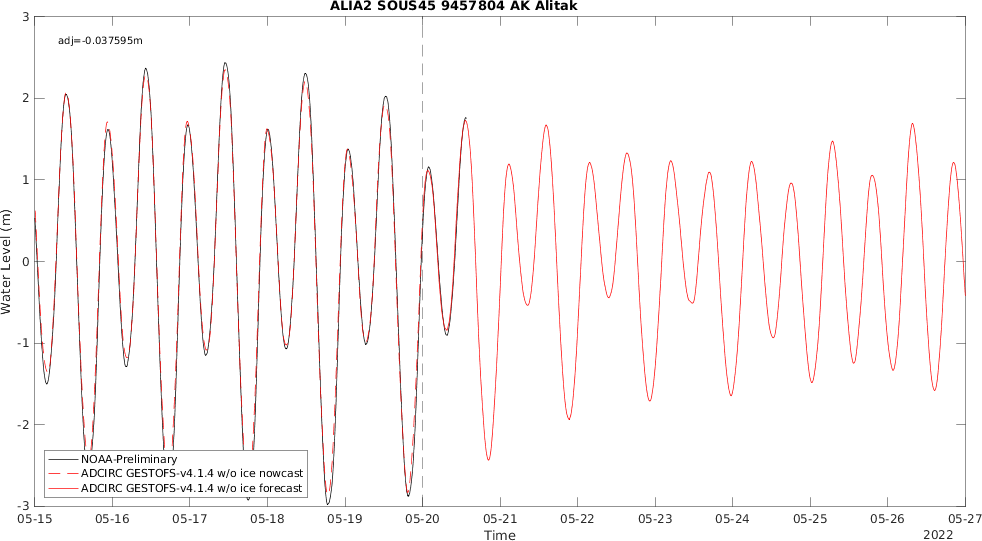 ALIA2 SOUS45 9457804 AK Alitak
adj=-0.037595m
3
2
1
0
-1
-2
-3
Water Level (m)
NOAA-Preliminary
ADCIRC GESTOFS-v4.1.4 w/o ice nowcast
ADCIRC GESTOFS-v4.1.4 w/o ice forecast
05-15 05-16 05-17 05-18 05-19 05-20 05-21 05-22 05-23 05-24 05-25 05-26 05-27
Time
2022